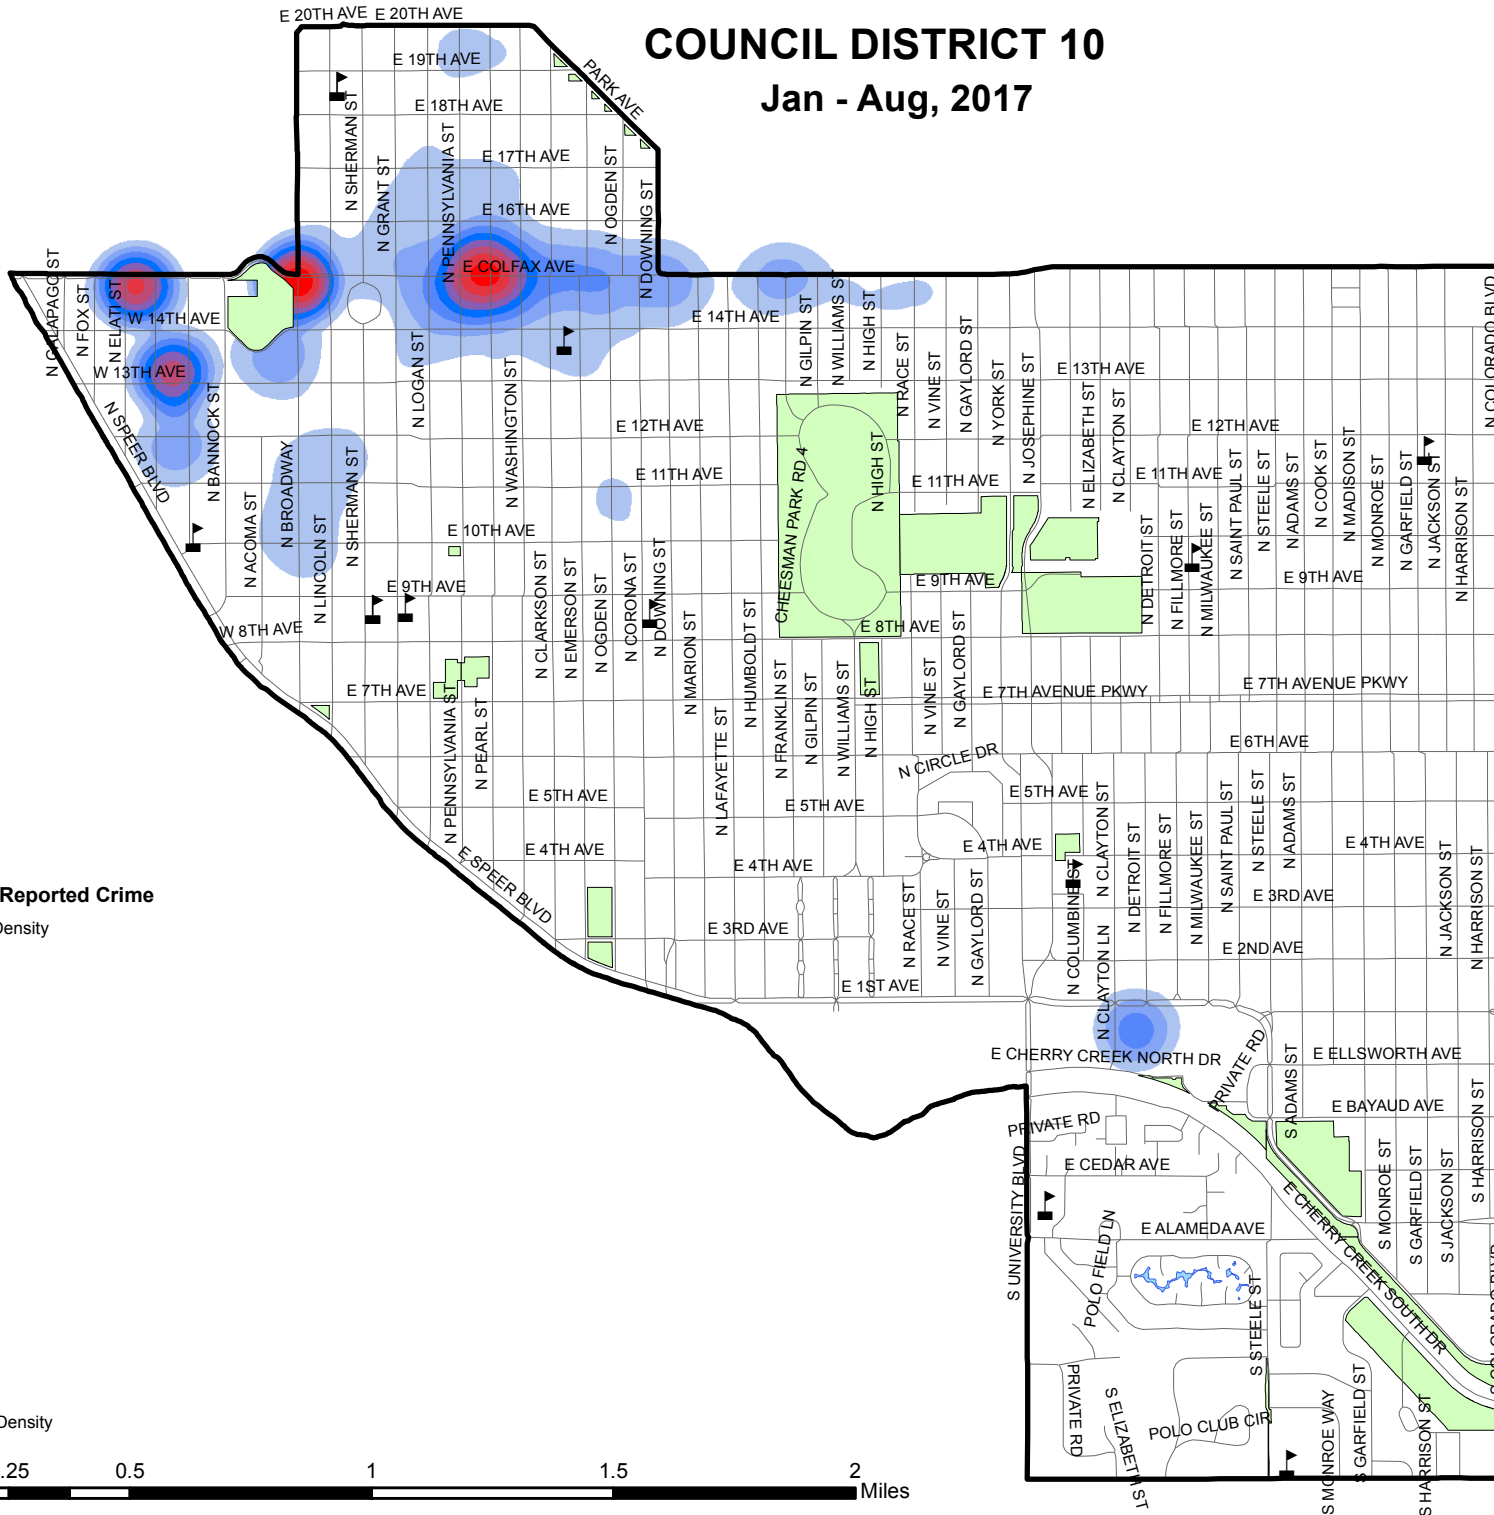 E 20TH AVE
E 20TH AVE
COUNCIL DISTRICT 10
Jan - Aug, 2017
E 19TH AVE
PARK AVE
E 18TH AVE
N SHERMAN ST
N GRANT ST
N PENNSYLVANIA ST
E 17TH AVE
N OGDEN ST
N DOWNING ST
E 16TH AVE
E COLFAX AVE
N GALAPAGO ST
N FOX ST
N ELATI ST
W 14TH AVE
E 14TH AVE
N GILPIN ST
N WILLIAMS ST
N HIGH ST
N RACE ST
N VINE ST
N GAYLORD ST
N YORK ST
N JOSEPHINE ST
E 13TH AVE
N ELIZABETH ST
N CLAYTON ST
N COLORADO BLVD
W 13TH AVE
N SPEER BLVD
N BANNOCK ST
N LOGAN ST
N WASHINGTON ST
E 12TH AVE
E 12TH AVE
N ACOMA ST
N BROADWAY
N LINCOLN ST
N SHERMAN ST
E 11TH AVE
CHEESMAN PARK RD 4
N HIGH ST
E 11TH AVE
E 11TH AVE
N DETROIT ST
N FILLMORE ST
N MILWAUKEE ST
N SAINT PAUL ST
N STEELE ST
N ADAMS ST
N COOK ST
N MADISON ST
N MONROE ST
N GARFIELD ST
N JACKSON ST
N HARRISON ST
E 10TH AVE
E 9TH AVE
E 9TH AVE
E 9TH AVE
W 8TH AVE
N CLARKSON ST
N EMERSON ST
N OGDEN ST
N CORONA ST
N DOWNING ST
N MARION ST
N LAFAYETTE ST
N HUMBOLDT ST
N FRANKLIN ST
N GILPIN ST
N WILLIAMS ST
N HIGH ST
E 8TH AVE
N VINE ST
N GAYLORD ST
E 7TH AVE
E 7TH AVENUE PKWY
E 7TH AVENUE PKWY
N PENNSYLVANIA ST
N PEARL ST
E 6TH AVE
N CIRCLE DR
E 5TH AVE
E 5TH AVE
E 5TH AVE
N CLAYTON ST
N DETROIT ST
N FILLMORE ST
N MILWAUKEE ST
N SAINT PAUL ST
N STEELE ST
N ADAMS ST
E 4TH AVE
E 4TH AVE
E 4TH AVE
E 4TH AVE
E SPEER BLVD
N COLUMBINE ST
N JACKSON ST
N HARRISON ST
Reported Crime
Density
N RACE ST
N VINE ST
N GAYLORD ST
E 3RD AVE
E 3RD AVE
E 2ND AVE
N CLAYTON LN
E 1ST AVE
E CHERRY CREEK NORTH DR
PRIVATE RD
S ADAMS ST
E ELLSWORTH AVE
E BAYAUD AVE
PRIVATE RD
E CEDAR AVE
S UNIVERSITY BLVD
S MONROE ST
S GARFIELD ST
S JACKSON ST
S HARRISON ST
E ALAMEDA AVE
POLO FIELD LN
E CHERRY CREEK SOUTH DR
S STEELE ST
S COLORADO BLVD
PRIVATE RD
S ELIZABETH ST
POLO CLUB CIR
S MONROE WAY
S GARFIELD ST
S HARRISON ST
Density
.25 0.5 1 1.5 2
Miles